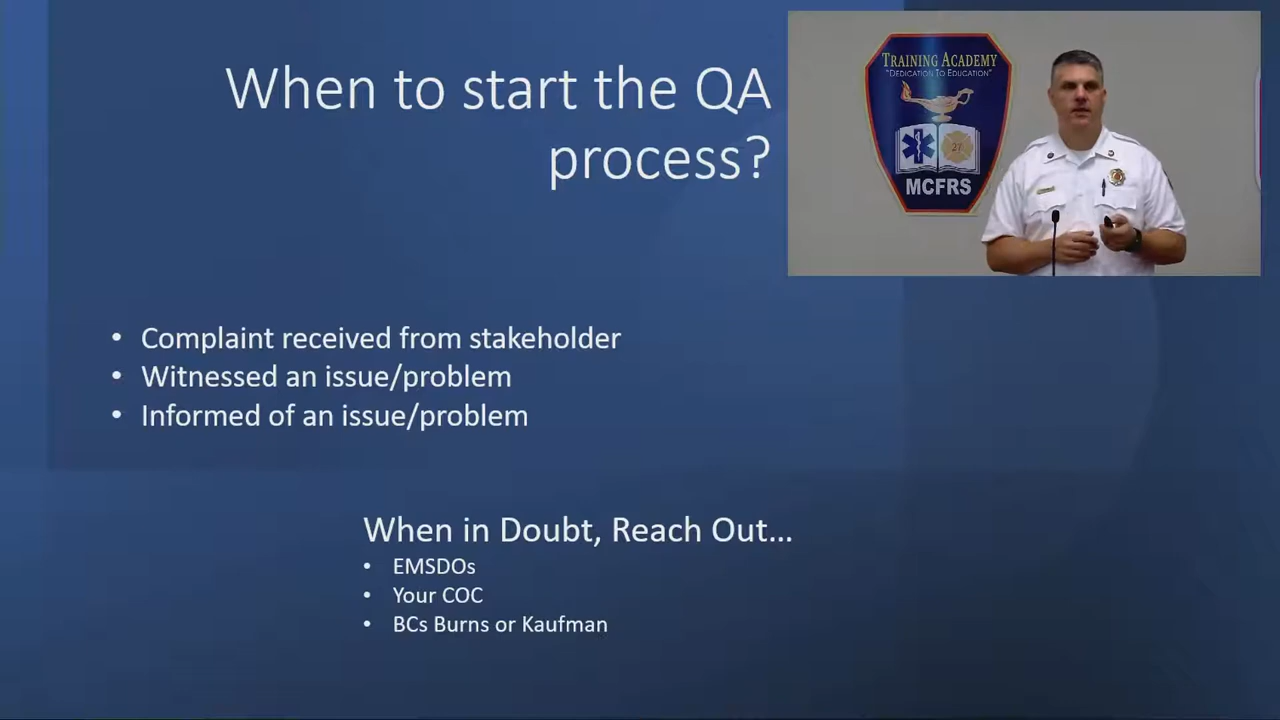 When to start the QA
process?
TRAINING ACADEMY
"DEDICATION TO EDUCATION"
27
MCFRS
• Complaint received from stakeholder
• Witnessed an issue/problem
• Informed of an issue/problem
When in Doubt, Reach Out…
• EMSDOs
• Your COC
• BCs Burns or Kaufman